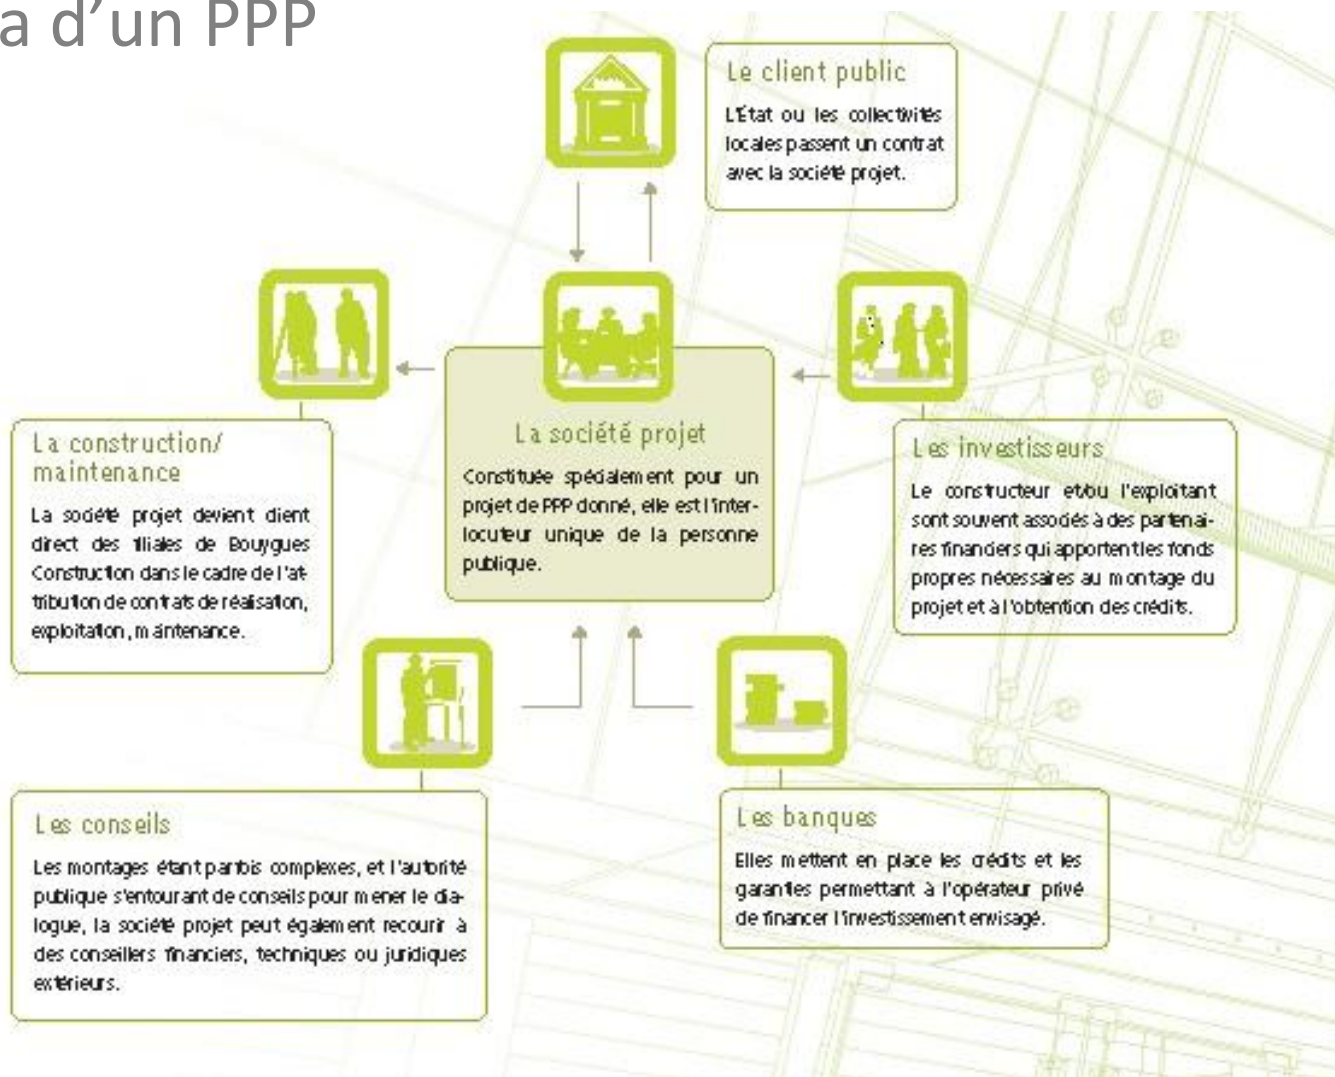 a d'un PPP
Le client public
L'État ou les collectivités
locales passent un contrat
avec la société projet.
La construction/
maintenance
La société projet devient client
direct des filiales de Bouygues
Construction dans le cadre de l'at-
tribution de contrats de réalisation,
exploitation, maintenance.
La société projet
Constituée spécialement pour un
projet de PPP donné, elle est l'inter-
locuteur unique de la personne
publique.
Les investisseurs
Le constructeur et/ou l'exploitant
sont souvent associés à des partenai-
res financiers qui apportent les fonds
propres nécessaires au montage du
projet et à l'obtention des crédits.
Les conseils
Les montages étant parfois complexes, et l'autorité
publique s'entourant de conseils pour mener le dia-
logue, la société projet peut également recourir à
des conseillers financiers, techniques ou juridiques
extérieurs.
Les banques
Elles mettent en place les crédits et les
garanties permettant à l'opérateur privé
de financer l'investissement envisagé.